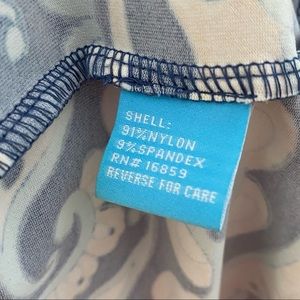 SHELL:
91%NYLON
9%SPANDEX
RN# 16859
REVERSE FOR CARE